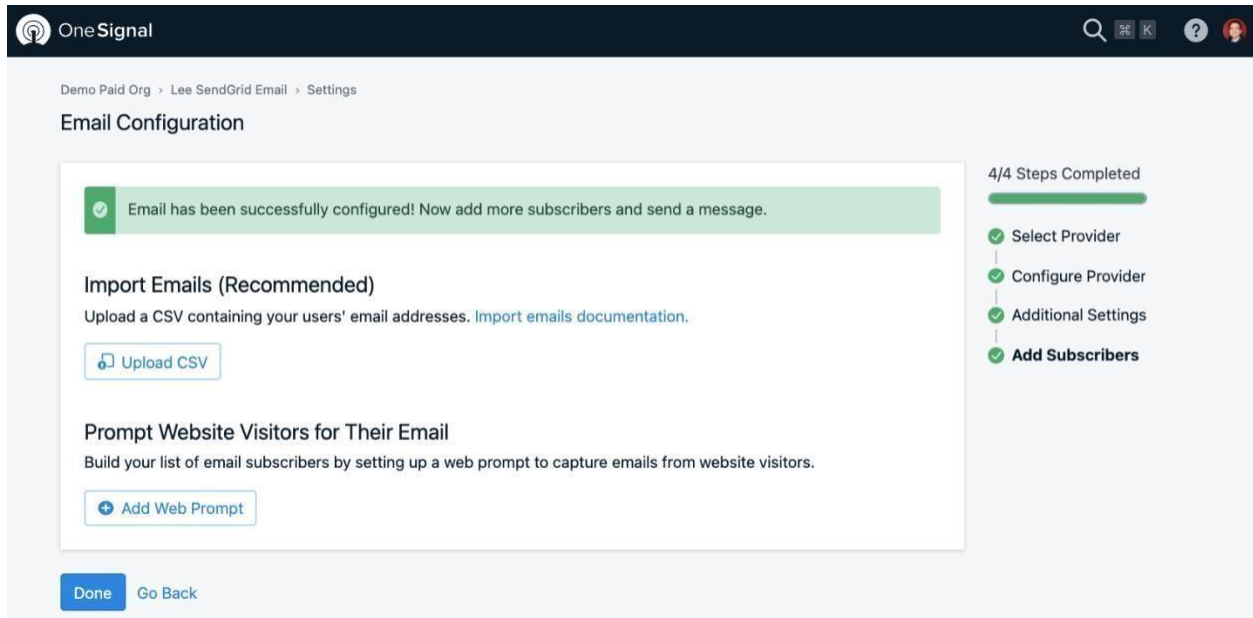 OneSignal
⌘ K
?
Demo Paid Org › Lee SendGrid Email › Settings
Email Configuration
Email has been successfully configured! Now add more subscribers and send a message.
Import Emails (Recommended)
Upload a CSV containing your users' email addresses. Import emails documentation.
Upload CSV
Prompt Website Visitors for Their Email
Build your list of email subscribers by setting up a web prompt to capture emails from website visitors.
Add Web Prompt
Done Go Back
4/4 Steps Completed
Select Provider
Configure Provider
Additional Settings
Add Subscribers